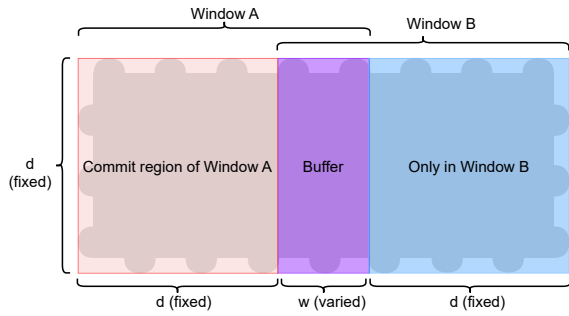 Window A
Window B
d
(fixed)
Commit region of Window A
Buffer
Only in Window B
d (fixed)
w (varied)
d (fixed)